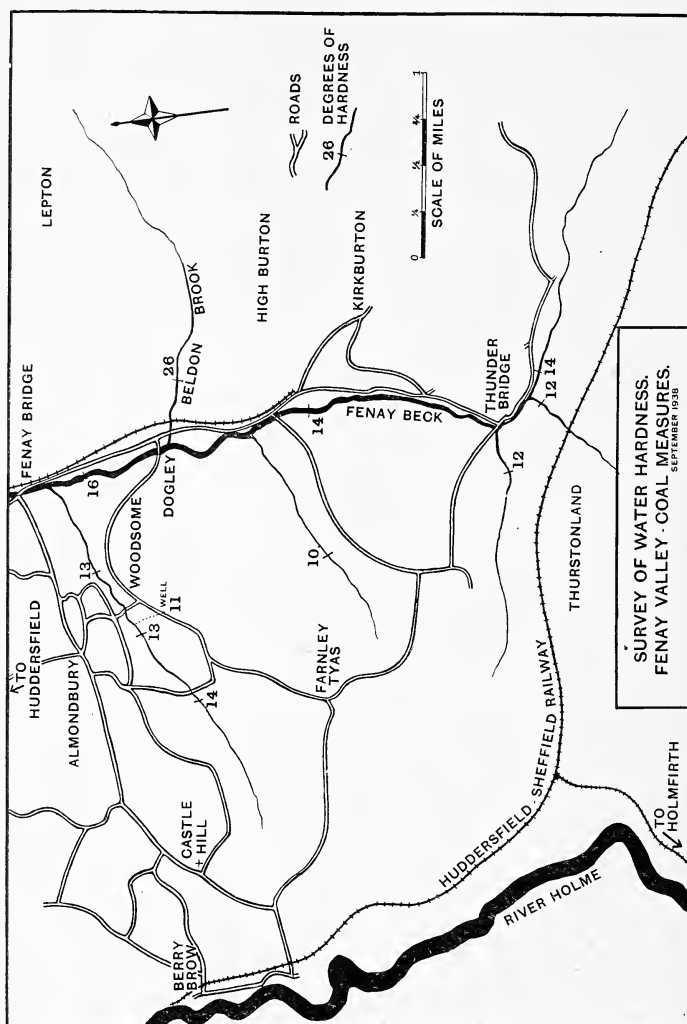 TO
HUDDERSFIELD
FENAY BRIDGE
LEPTON
ALMONDBURY
16
13
WOODSOME
DOGLEY
26
BELDON BROOK
WELL
11
13
14
HIGH BURTON
ROADS
26 DEGREES OF
HARDNESS
CASTLE
HILL
BERRY
BROW
FARNLEY
TYAS
10
14
FENAY BECK
KIRKBURTON
0 ¼ ½ ¾ 1
SCALE OF MILES
THUNDER
BRIDGE
12
14
12
HUDDERSFIELD - SHEFFIELD RAILWAY
THURSTONLAND
RIVER HOLME
TO
HOLMFIRTH
SURVEY OF WATER HARDNESS.
FENAY VALLEY - COAL MEASURES.
SEPTEMBER 1938